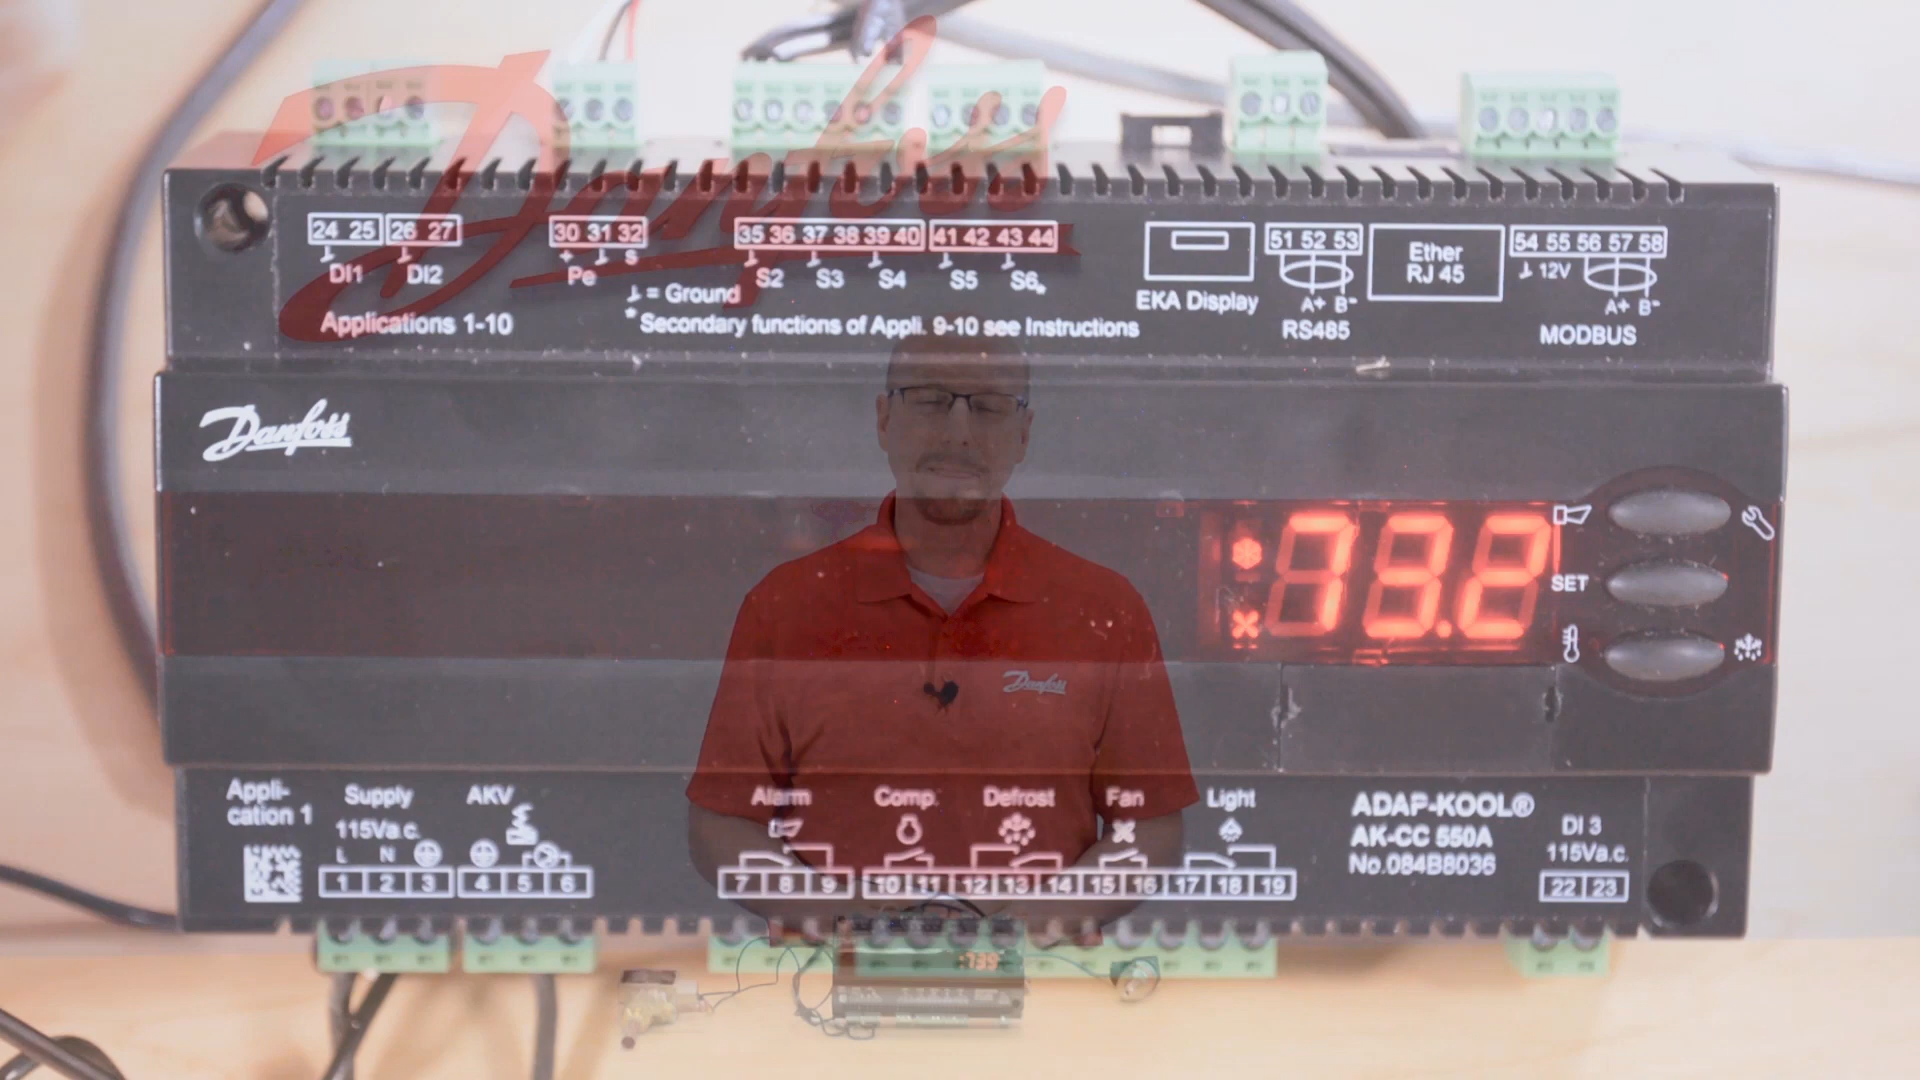 Danfoss
24 25 26 27 30 31 32 35 36 37 38 39 40 41 42 43 44 51 52 53 Ether RJ 45 54 55 56 57 58
DI1 DI2 + s Pe S2 S3 S4 S5 S6* EKA Display A+ B- RS485 12V A+ B- MODBUS
= Ground
Applications 1-10 *Secondary functions of Appli. 9-10 see Instructions
Danfoss
73.2
SET
Danfoss
Appli-
cation 1
Supply AKV Alarm Comp. Defrost Fan Light
115Va.c.
L N
1 2 3 4 5 6 7 8 9 10 11 12 13 14 15 16 17 18 19
ADAP-KOOL®
AK-CC 550A
No.084B8036
DI 3
115Va.c.
22 23
739